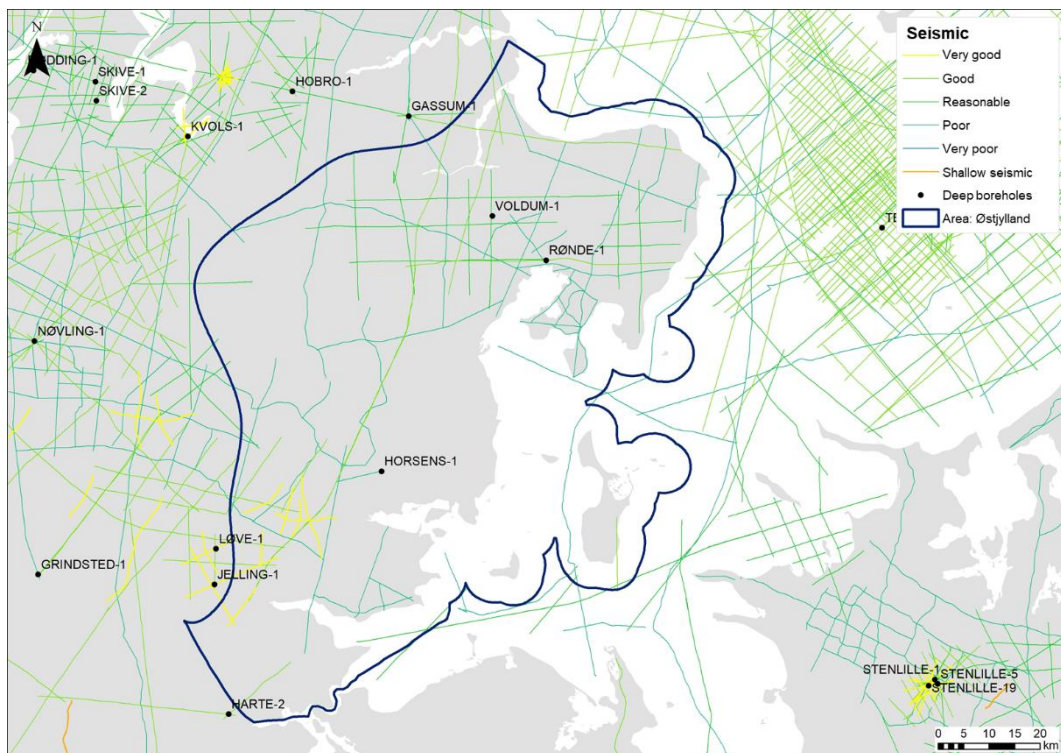 N
Seismic
Very good
Good
Reasonable
Poor
Very poor
Shallow seismic
Deep boreholes
Area: Østjylland
SKIVE-1
SKIVE-2
HOBRO-1
GASSUM-1
KVOLS-1
VOLDUM-1
RØNDE-1
NØVLING-1
HORSENS-1
LØVE-1
GRINDSTED-1
JELLING-1
HARTE-2
STENLILLE-1
STENLILLE-5
STENLILLE-19
0 2 4 5 10 15 20
km